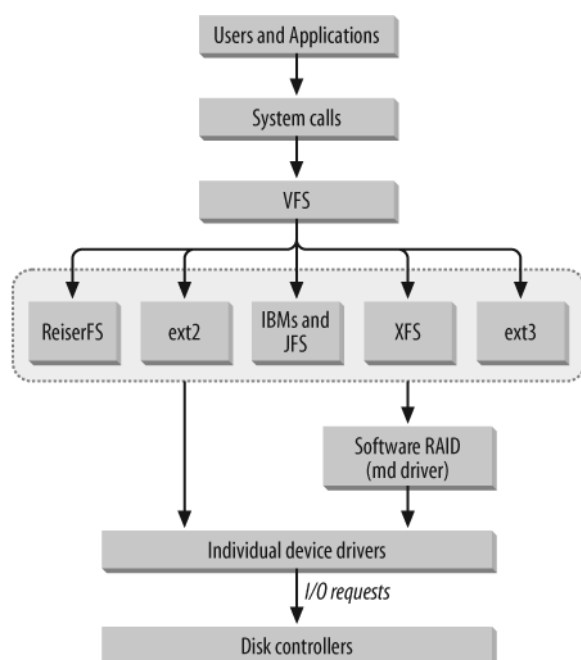 Users and Applications
System calls
VFS
ReiserFS
ext2
IBMs and
JFS
XFS
ext3
Software RAID
(md driver)
Individual device drivers
I/O requests
Disk controllers